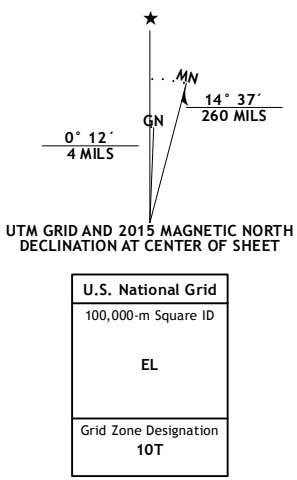 ★
MN
14° 37´
260 MILS
GN
0° 12´
4 MILS
UTM GRID AND 2015 MAGNETIC NORTH
DECLINATION AT CENTER OF SHEET
U.S. National Grid
100,000-m Square ID
EL
Grid Zone Designation
10T